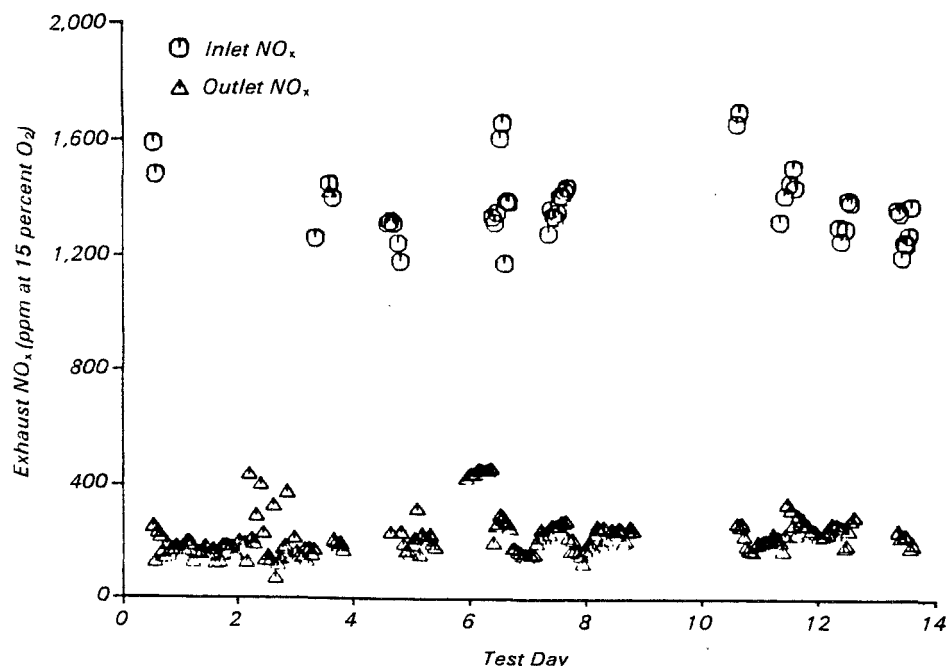 2,000
1,600
1,200
800
400
0
Exhaust NOₓ (ppm at 15 percent O₂)
Inlet NOₓ
Outlet NOₓ
0 2 4 6 8 10 12 14
Test Day